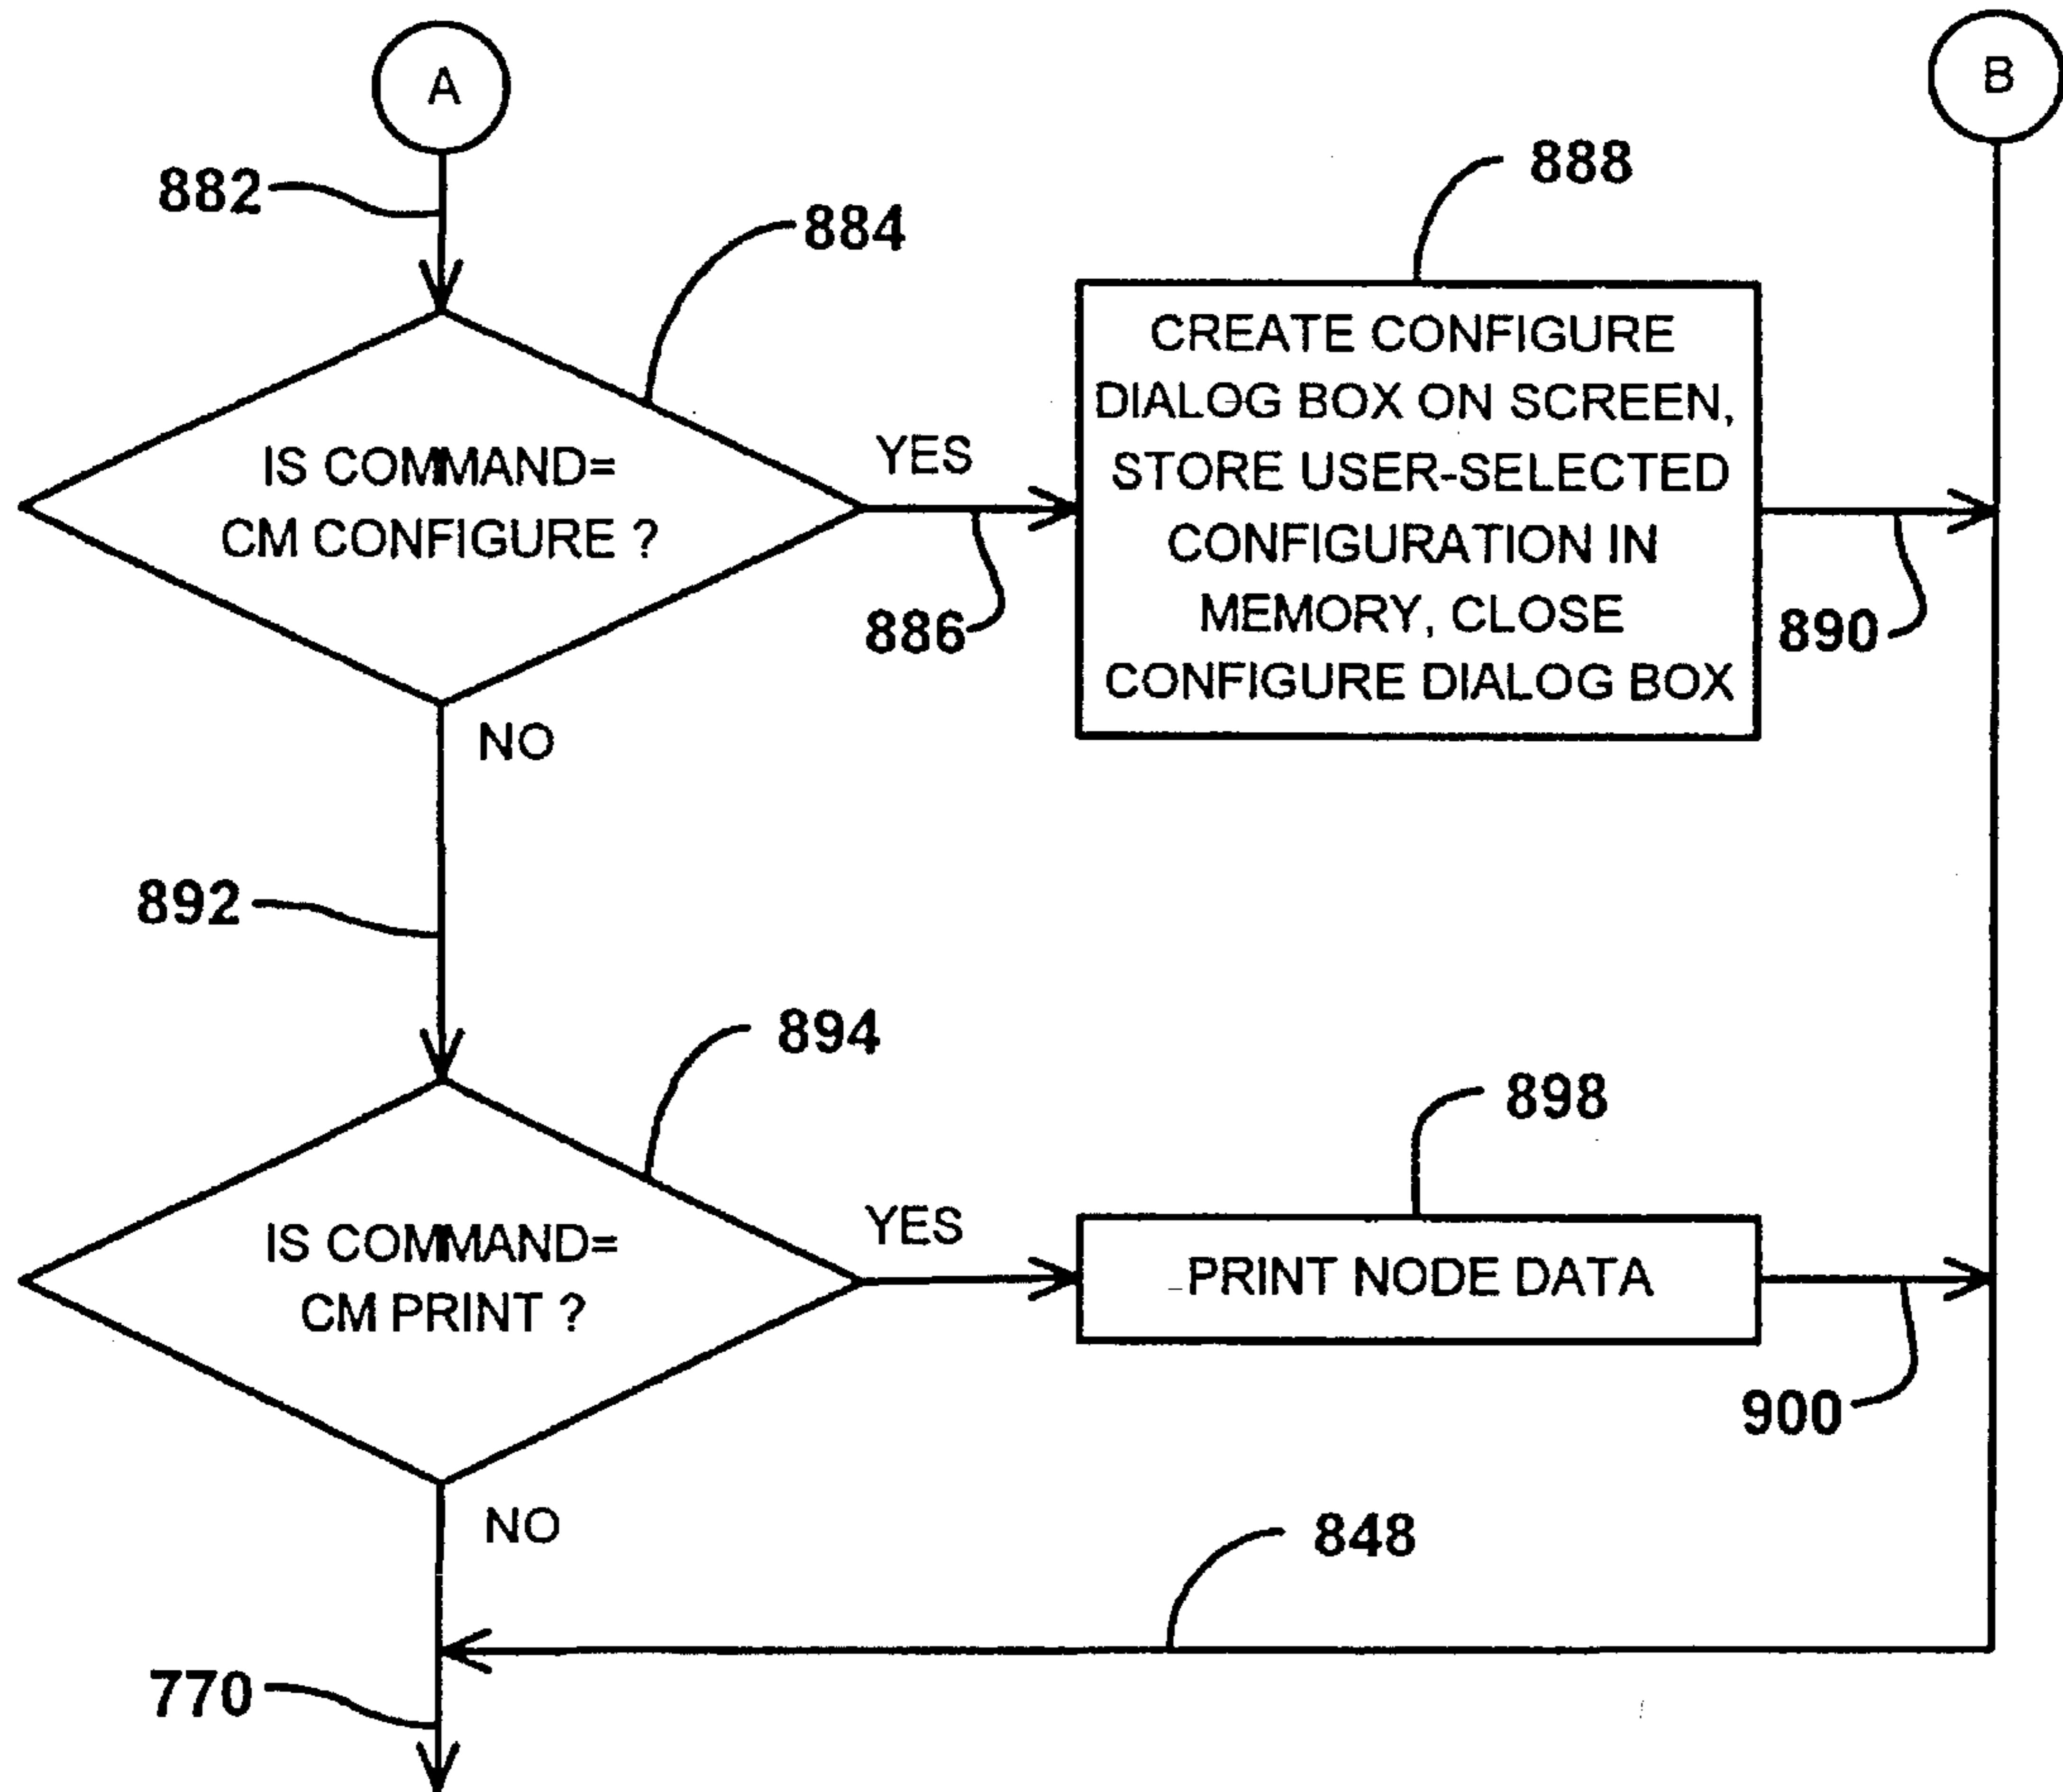 A
B
882
884
888
IS COMMAND=
CM CONFIGURE ?
YES
886
CREATE CONFIGURE
DIALOG BOX ON SCREEN,
STORE USER-SELECTED
CONFIGURATION IN
MEMORY, CLOSE
CONFIGURE DIALOG BOX
890
NO
892
894
898
IS COMMAND=
CM PRINT ?
YES
PRINT NODE DATA
900
NO
848
770